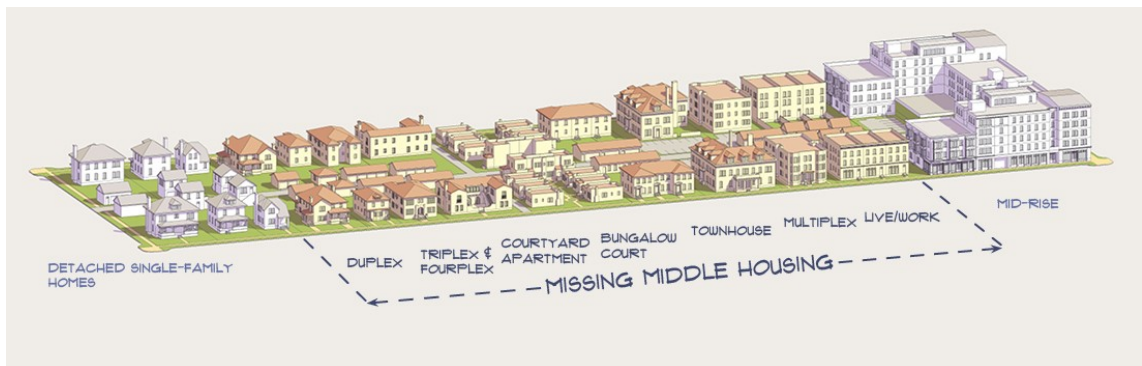 DETACHED SINGLE-FAMILY
HOMES
DUPLEX
TRIPLEX &
FOURPLEX
COURTYARD
APARTMENT
BUNGALOW
COURT
TOWNHOUSE
MULTIPLEX
LIVE/WORK
MISSING MIDDLE HOUSING
MID-RISE